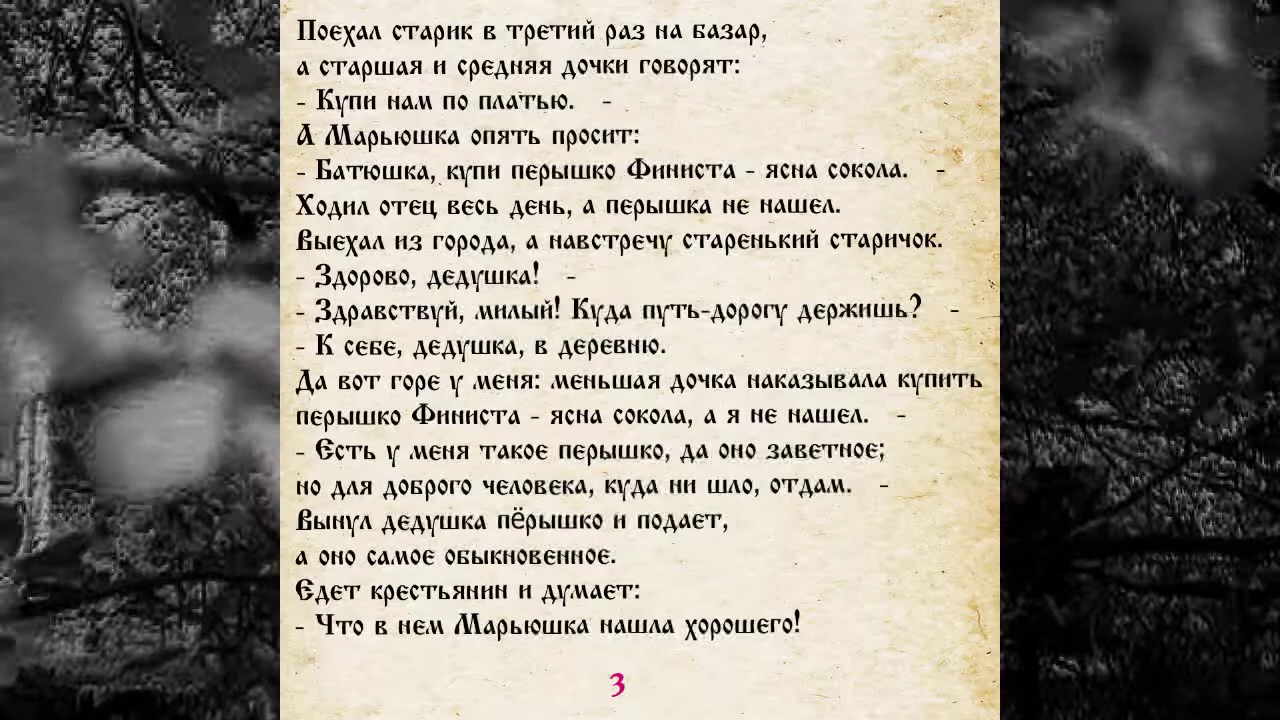 Поехал старик в третий раз на базар,
а старшая и средняя дочки говорят:
- Купи нам по платью.   -
А Марьюшка опять просит:
- Батюшка, купи перышко Финиста - ясна сокола.   -
Ходил отец весь день, а перышка не нашел.
Выехал из города, а навстречу старенький старичок.
- Здорово, дедушка!   -
- Здравствуй, милый! Куда путь-дорогу держишь?   -
- К себе, дедушка, в деревню.
Да вот горе у меня: меньшая дочка наказывала купить
перышко Финиста - ясна сокола, а я не нашел.   -
- Есть у меня такое перышко, да оно заветное;
но для доброго человека, куда ни шло, отдам.   -
Вынул дедушка пёрышко и подает,
а оно самое обыкновенное.
Едет крестьянин и думает:
- Что в нем Марьюшка нашла хорошего!
3